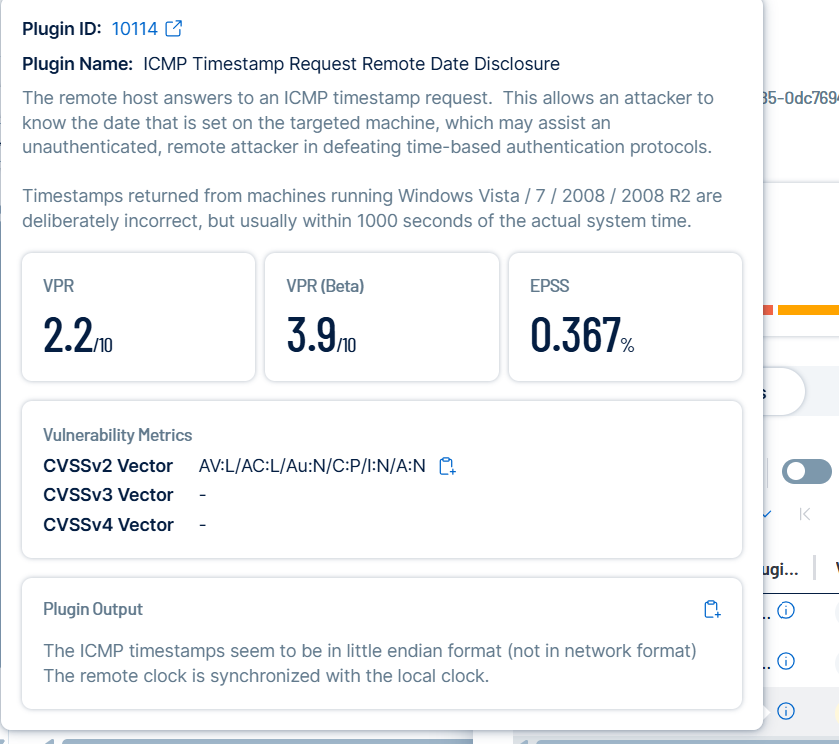 Plugin ID: 10114
Plugin Name: ICMP Timestamp Request Remote Date Disclosure
The remote host answers to an ICMP timestamp request. This allows an attacker to
know the date that is set on the targeted machine, which may assist an
unauthenticated, remote attacker in defeating time-based authentication protocols.
Timestamps returned from machines running Windows Vista / 7 / 2008 / 2008 R2 are
deliberately incorrect, but usually within 1000 seconds of the actual system time.
VPR
2.2/10
VPR (Beta)
3.9/10
EPSS
0.367%
Vulnerability Metrics
CVSSv2 Vector AV:L/AC:L/Au:N/C:P/I:N/A:N
CVSSv3 Vector -
CVSSv4 Vector -
Plugin Output
The ICMP timestamps seem to be in little endian format (not in network format)
The remote clock is synchronized with the local clock.